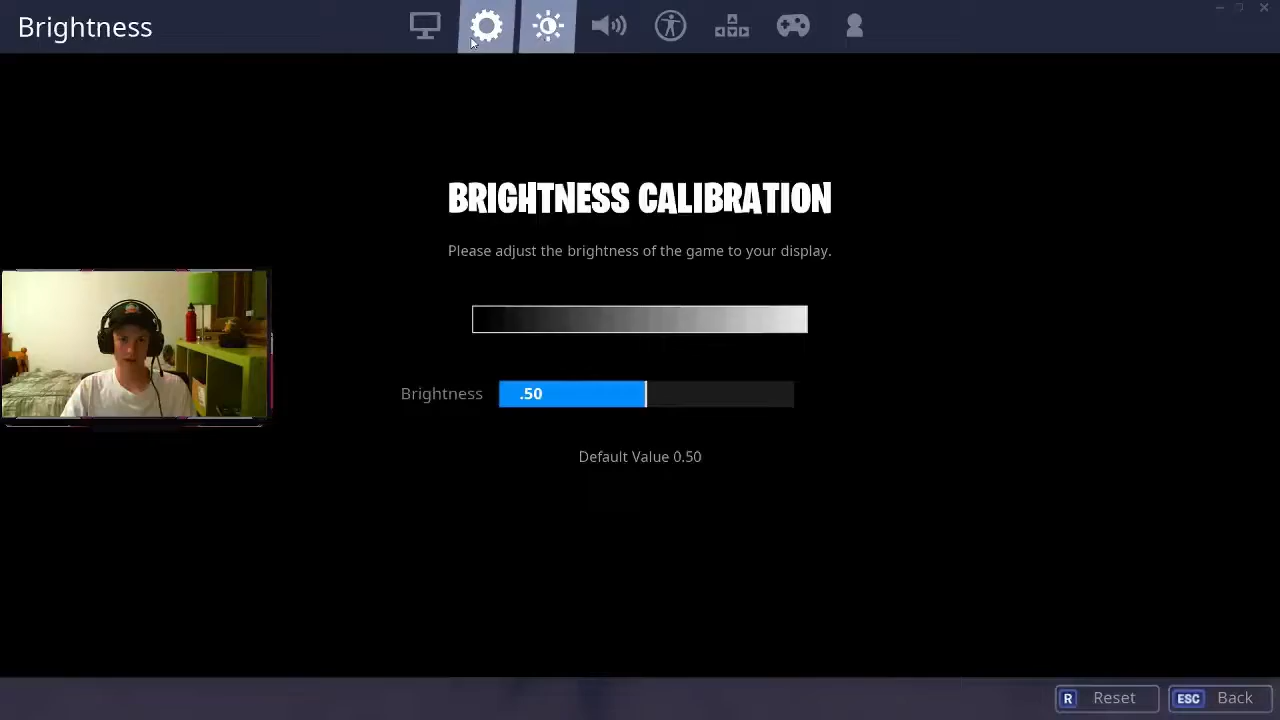 Brightness
BRIGHTNESS CALIBRATION
Please adjust the brightness of the game to your display.
Brightness .50
Default Value 0.50
R Reset ESC Back